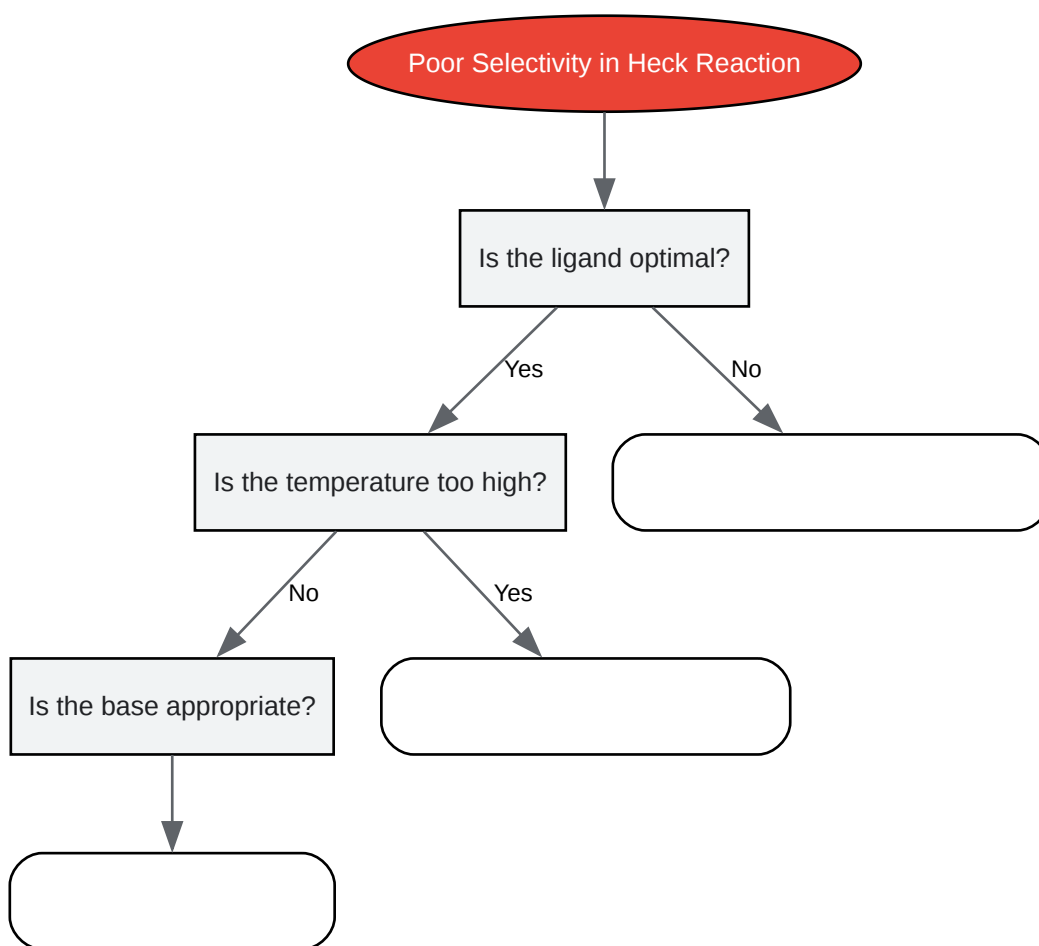 Poor Selectivity in Heck Reaction
Is the ligand optimal?
Yes
No
Is the temperature too high?
No
Yes
Is the base appropriate?